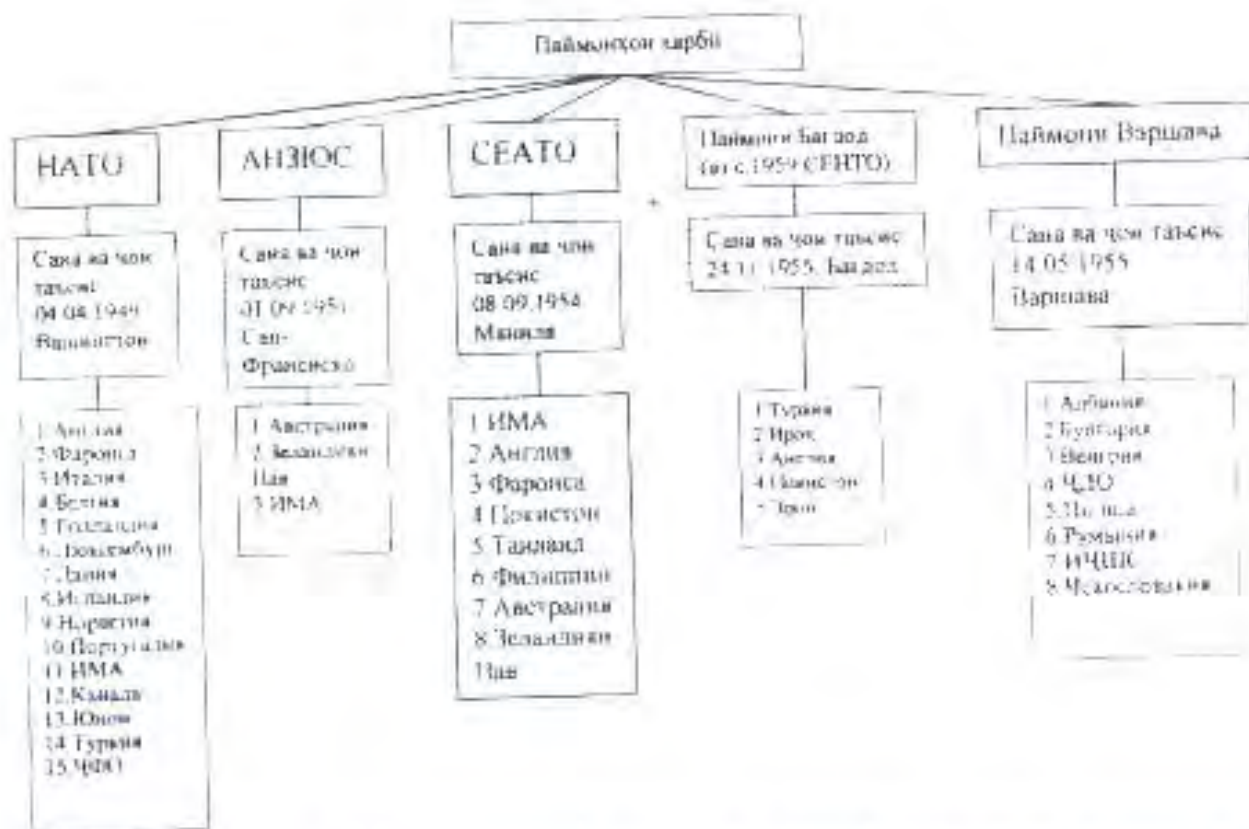 Паймонҳои ҳарбӣ
НАТО
Сана ва ҷои
таъсис
04.04.1949
Вашингтон
1 Англия
2 Фаронса
3 Италия
4 Белгия
5 Голландия
6 Люксембург
7 Дания
8 Исландия
9 Норвегия
10 Португалия
11 ИМА
12 Канада
13 Юнон
14 Туркия
15 ҶФО
АНЗЮС
Сана ва ҷои
таъсис
01.09.1951
Сан-
Франсиско
1 Австралия
2 Зеландияи
Нав
3 ИМА
СЕАТО
Сана ва ҷои
таъсис
08.09.1954
Манила
1 ИМА
2 Англия
3 Фаронса
4 Покистон
5 Таиланд
6 Филиппин
7 Австралия
8 Зеландияи
Нав
Паймони Бағдод
(аз с.1959 СЕНТО)
Сана ва ҷои таъсис
24.11.1955, Бағдод
1 Туркия
2 Ироқ
3 Англия
4 Покистон
5 Эрон
Паймони Варшава
Сана ва ҷои таъсис
14.05.1955
Варшава
1 Албания
2 Булғория
3 Венгрия
4
5 Полша
6 Руминия
7 ИҶШС
8 Чехословакия